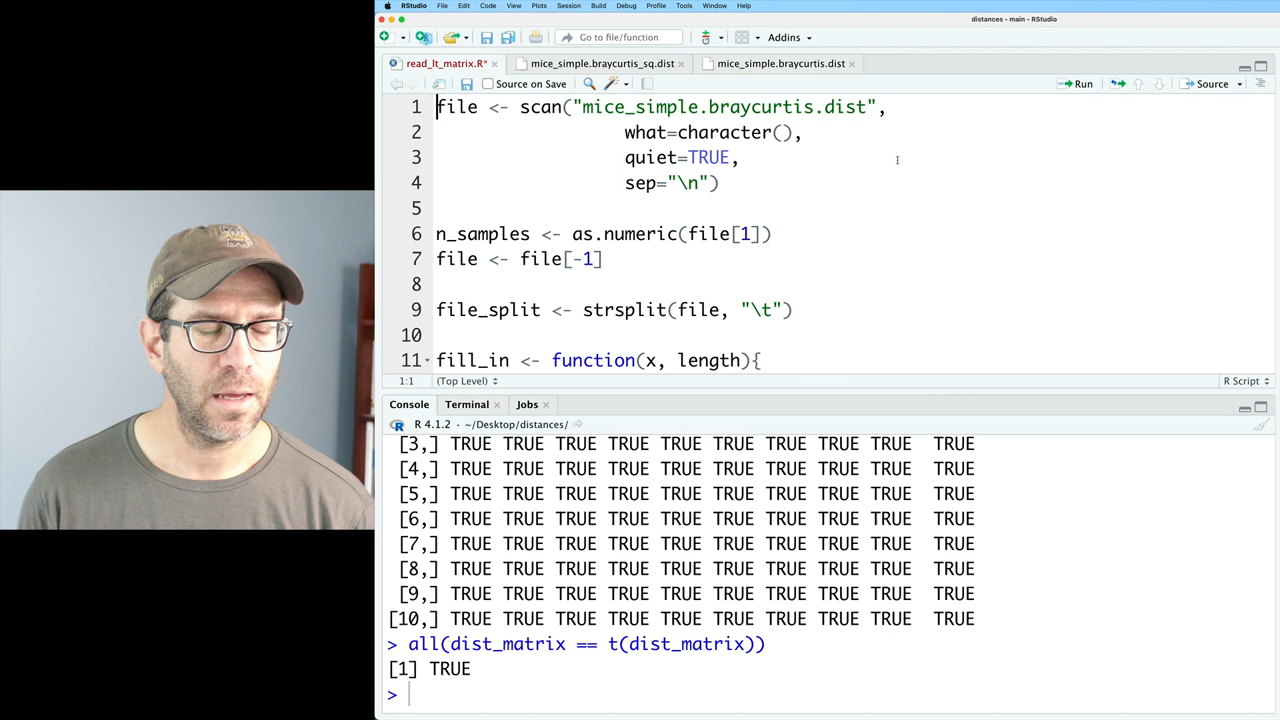 RStudio File Edit Code View Plots Session Build Debug Profile Tools Window Help
distances - main - RStudio
Go to file/function Addins
read_lt_matrix.R* mice_simple.braycurtis_sq.dist mice_simple.braycurtis.dist
Source on Save Run Source
1 file <- scan("mice_simple.braycurtis.dist",
2 what=character(),
3 quiet=TRUE,
4 sep="\n")
5
6 n_samples <- as.numeric(file[1])
7 file <- file[-1]
8
9 file_split <- strsplit(file, "\t")
10
11 fill_in <- function(x, length){
1:1 (Top Level) R Script
Console Terminal Jobs
R 4.1.2 · ~/Desktop/distances/
[3,] TRUE TRUE TRUE TRUE TRUE TRUE TRUE TRUE TRUE TRUE
[4,] TRUE TRUE TRUE TRUE TRUE TRUE TRUE TRUE TRUE TRUE
[5,] TRUE TRUE TRUE TRUE TRUE TRUE TRUE TRUE TRUE TRUE
[6,] TRUE TRUE TRUE TRUE TRUE TRUE TRUE TRUE TRUE TRUE
[7,] TRUE TRUE TRUE TRUE TRUE TRUE TRUE TRUE TRUE TRUE
[8,] TRUE TRUE TRUE TRUE TRUE TRUE TRUE TRUE TRUE TRUE
[9,] TRUE TRUE TRUE TRUE TRUE TRUE TRUE TRUE TRUE TRUE
[10,] TRUE TRUE TRUE TRUE TRUE TRUE TRUE TRUE TRUE TRUE
> all(dist_matrix == t(dist_matrix))
[1] TRUE
>